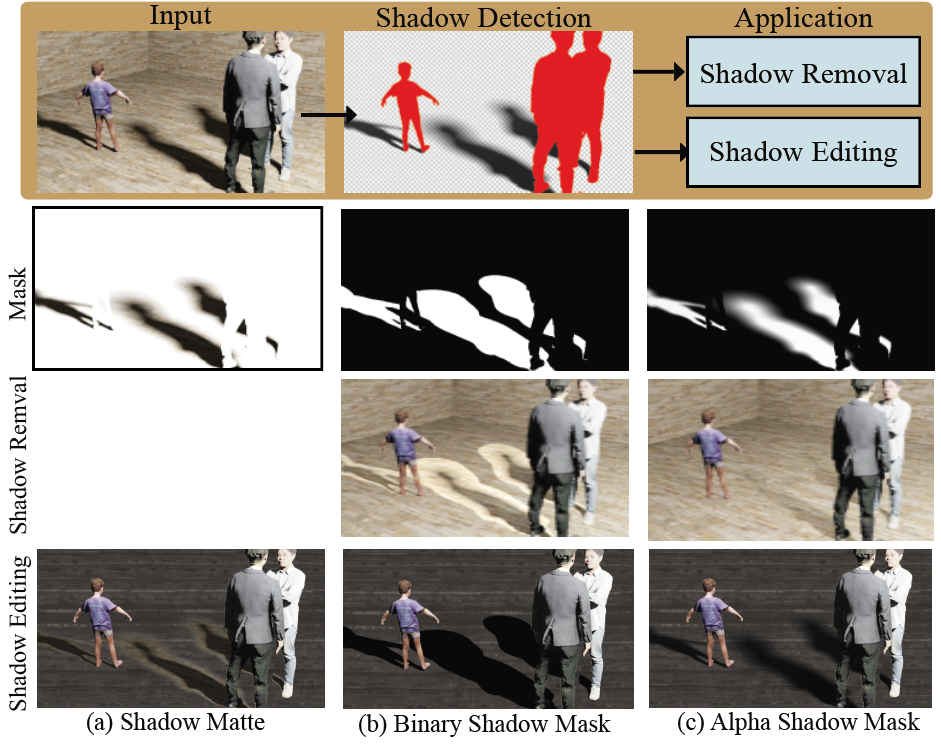 Input
Shadow Detection
Application
Shadow Removal
Shadow Editing
Mask
Shadow Remval
Shadow Editing
(a) Shadow Matte
(b) Binary Shadow Mask
(c) Alpha Shadow Mask